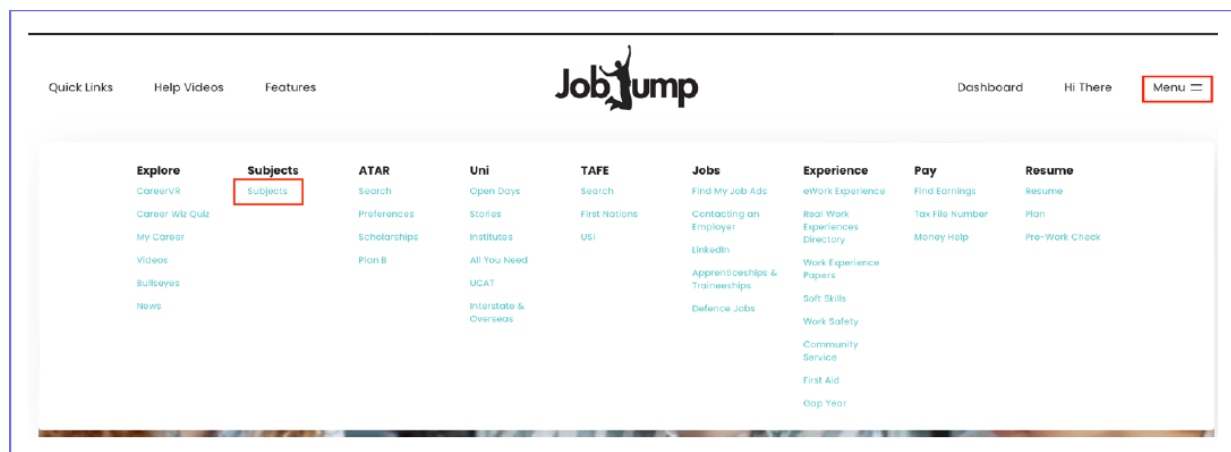 Quick Links Help Videos Features JobJump Dashboard Hi There Menu
Explore
CareerVR
Career Wiz Quiz
My Career
Videos
Bullseyes
News
Subjects
Subjects
ATAR
Search
Preferences
Scholarships
Plan B
Uni
Open Days
Stories
Institutes
All You Need
UCAT
Interstate &
Overseas
TAFE
Search
First Nations
USI
Jobs
Find My Job Ads
Contacting an
Employer
LinkedIn
Apprenticeships &
Traineeships
Defence Jobs
Experience
eWork Experience
Real Work
Experiences
Directory
Work Experience
Papers
Soft Skills
Work Safety
Community
Service
First Aid
Gap Year
Pay
Find Earnings
Tax File Number
Money Help
Resume
Resume
Plan
Pre-Work Check